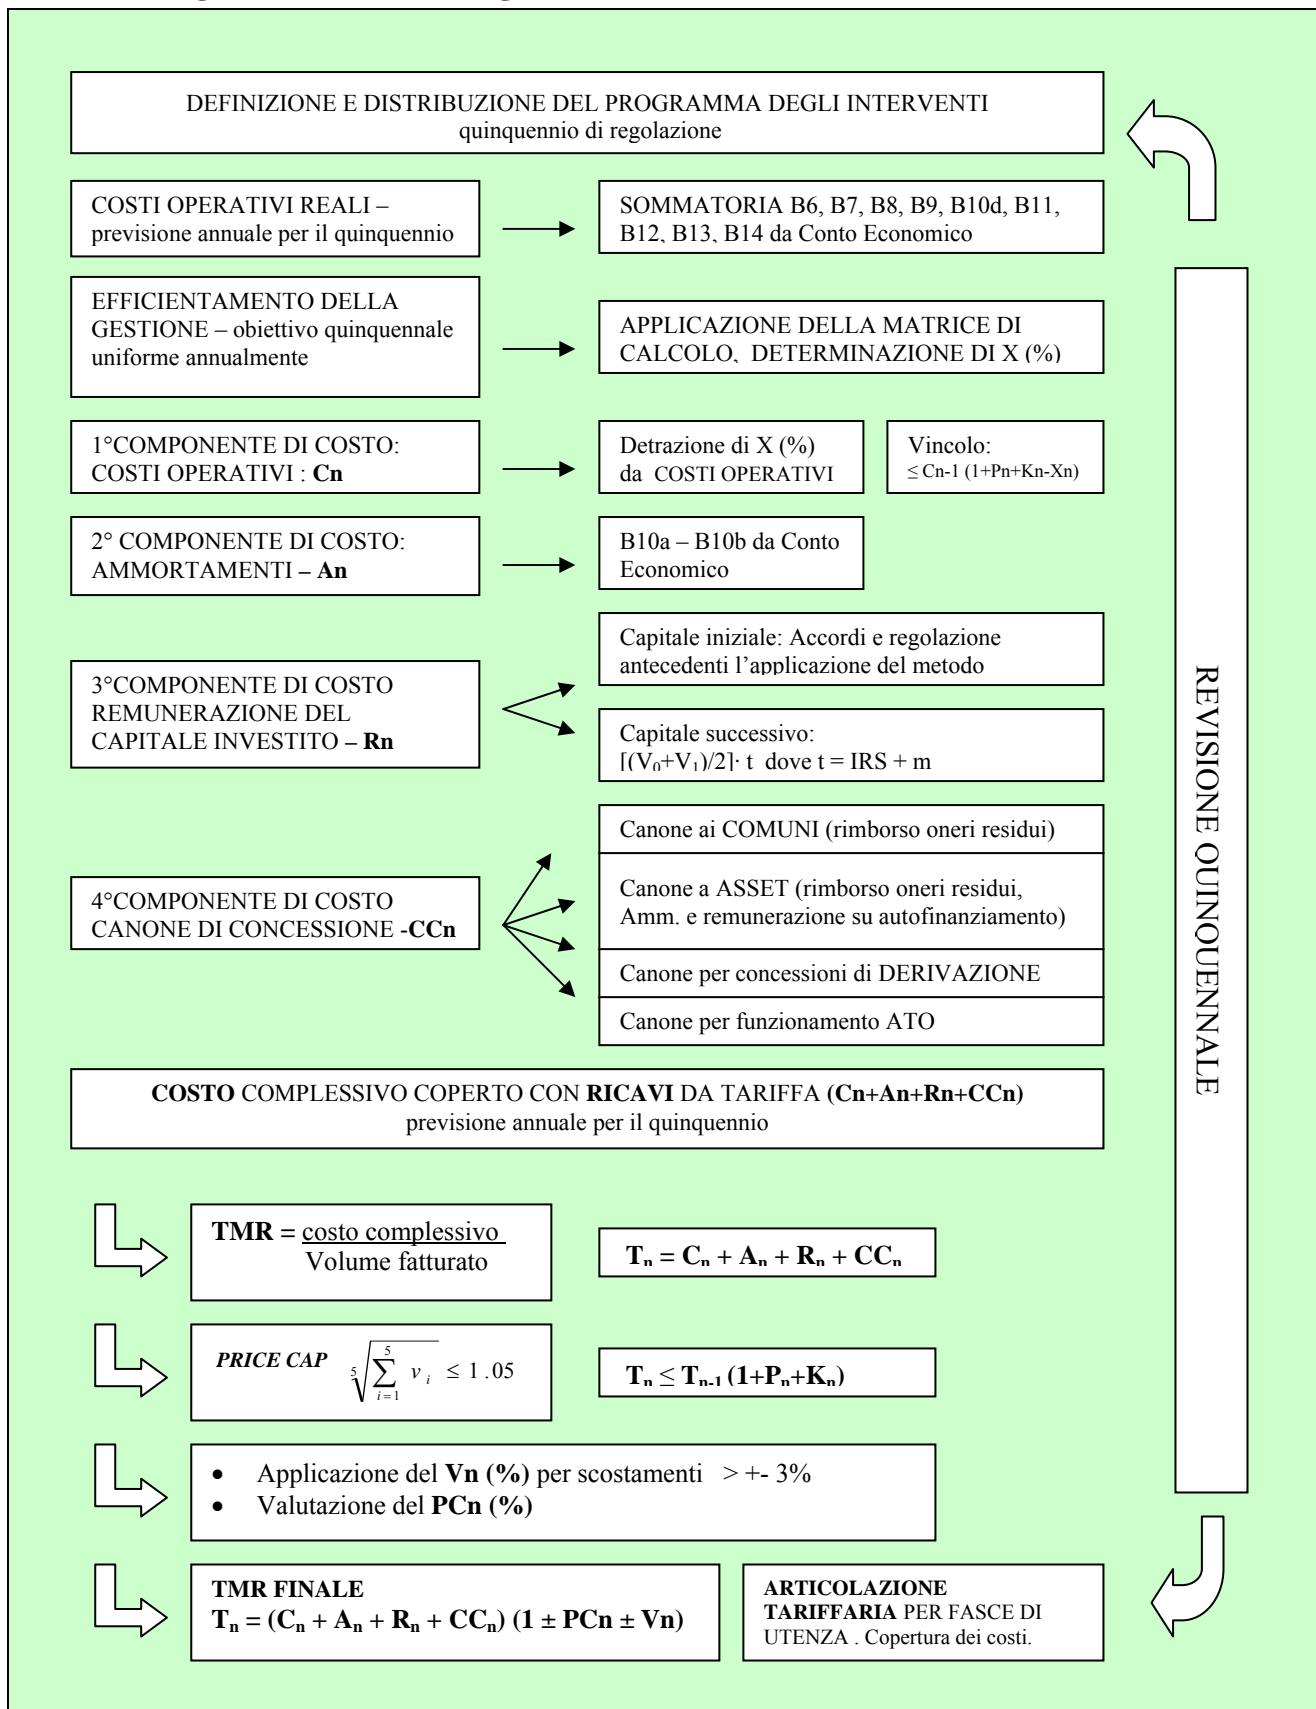 DEFINIZIONE E DISTRIBUZIONE DEL PROGRAMMA DEGLI INTERVENTI
quinquennio di regolazione
COSTI OPERATIVI REALI –
previsione annuale per il quinquennio
SOMMATORIA B6, B7, B8, B9, B10d, B11,
B12, B13, B14 da Conto Economico
EFFICIENTAMENTO DELLA
GESTIONE – obiettivo quinquennale
uniforme annualmente
APPLICAZIONE DELLA MATRICE DI
CALCOLO, DETERMINAZIONE DI X (%)
1°COMPONENTE DI COSTO:
COSTI OPERATIVI : Cn
Detrazione di X (%)
da COSTI OPERATIVI
Vincolo:
≤ Cn-1 (1+Pn+Kn-Xn)
2° COMPONENTE DI COSTO:
AMMORTAMENTI – An
B10a – B10b da Conto
Economico
3°COMPONENTE DI COSTO
REMUNERAZIONE DEL
CAPITALE INVESTITO – Rn
Capitale iniziale: Accordi e regolazione
antecedenti l'applicazione del metodo
Capitale successivo:
[(V₀+V₁)/2]· t dove t = IRS + m
4°COMPONENTE DI COSTO
CANONE DI CONCESSIONE -CCn
Canone ai COMUNI (rimborso oneri residui)
Canone a ASSET (rimborso oneri residui,
Amm. e remunerazione su autofinanziamento)
Canone per concessioni di DERIVAZIONE
Canone per funzionamento ATO
COSTO COMPLESSIVO COPERTO CON RICAVI DA TARIFFA (Cn+An+Rn+CCn)
previsione annuale per il quinquennio
TMR = costo complessivo
Volume fatturato
Tₙ = Cₙ + Aₙ + Rₙ + CCₙ
PRICE CAP ⁵√(∑ᵢ₌₁⁵ vᵢ) ≤ 1.05
Tₙ ≤ Tₙ₋₁ (1+Pₙ+Kₙ)
• Applicazione del Vn (%) per scostamenti > +- 3%
• Valutazione del PCn (%)
TMR FINALE
Tₙ = (Cₙ + Aₙ + Rₙ + CCₙ) (1 ± PCn ± Vn)
ARTICOLAZIONE
TARIFFARIA PER FASCE DI
UTENZA . Copertura dei costi.
REVISIONE QUINQUENNALE